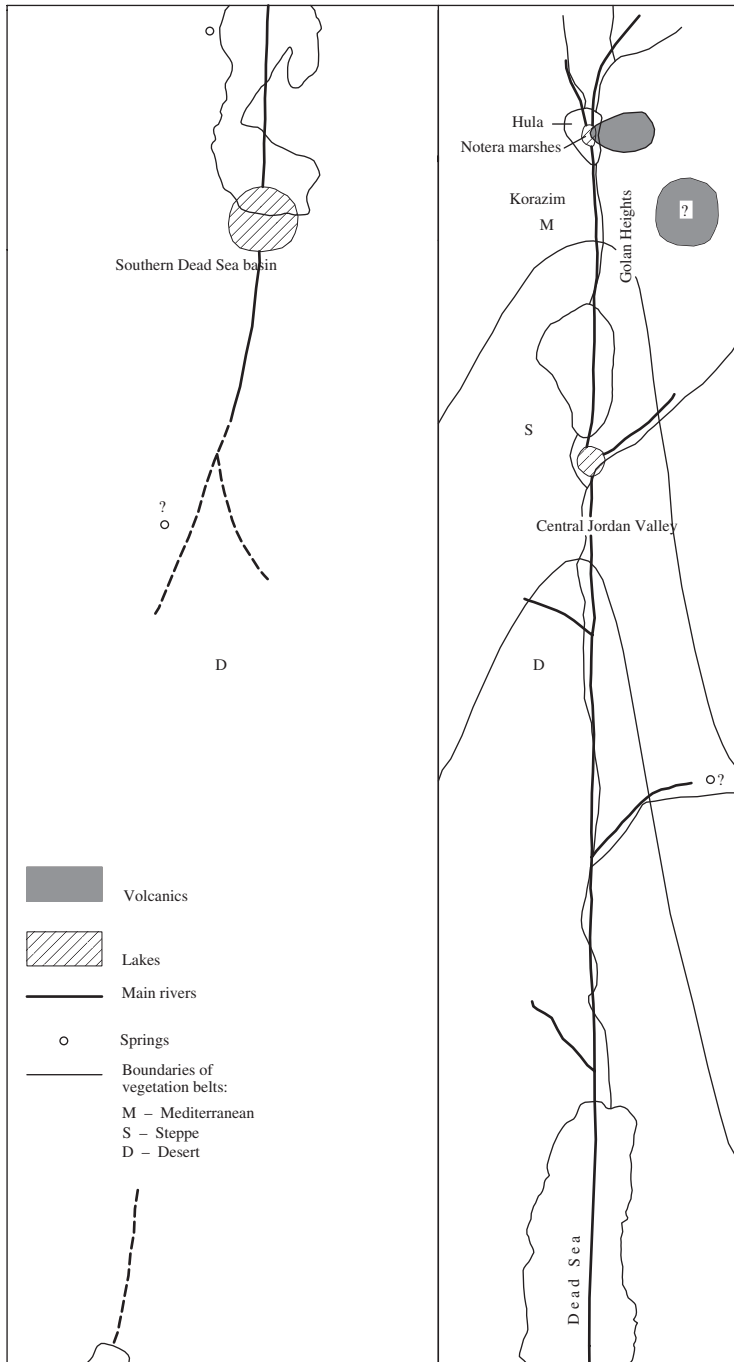 Southern Dead Sea basin
?
D
Volcanics
Lakes
Main rivers
Springs
Boundaries of
vegetation belts:
M – Mediterranean
S – Steppe
D – Desert
Hula
Notera marshes
Korazim
M
Golan Heights
?
S
Central Jordan Valley
D
?
Dead Sea